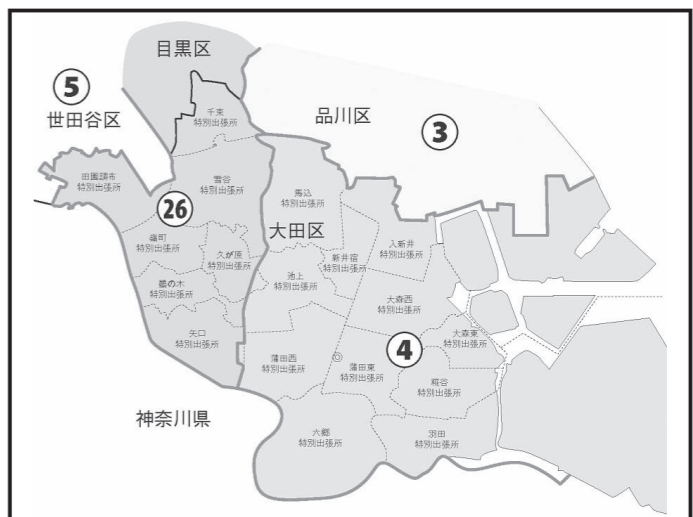 目黒区
⑤
世田谷区
品川区
③
千束
特別出張所
田園調布
特別出張所
雪谷
特別出張所
馬込
特別出張所
㉖
大田区
嶺町
特別出張所
久が原
特別出張所
新井宿
特別出張所
入新井
特別出張所
池上
特別出張所
鵜の木
特別出張所
大森西
特別出張所
矢口
特別出張所
大森東
特別出張所
④
蒲田西
特別出張所
蒲田東
特別出張所
糀谷
特別出張所
神奈川県
六郷
特別出張所
羽田
特別出張所